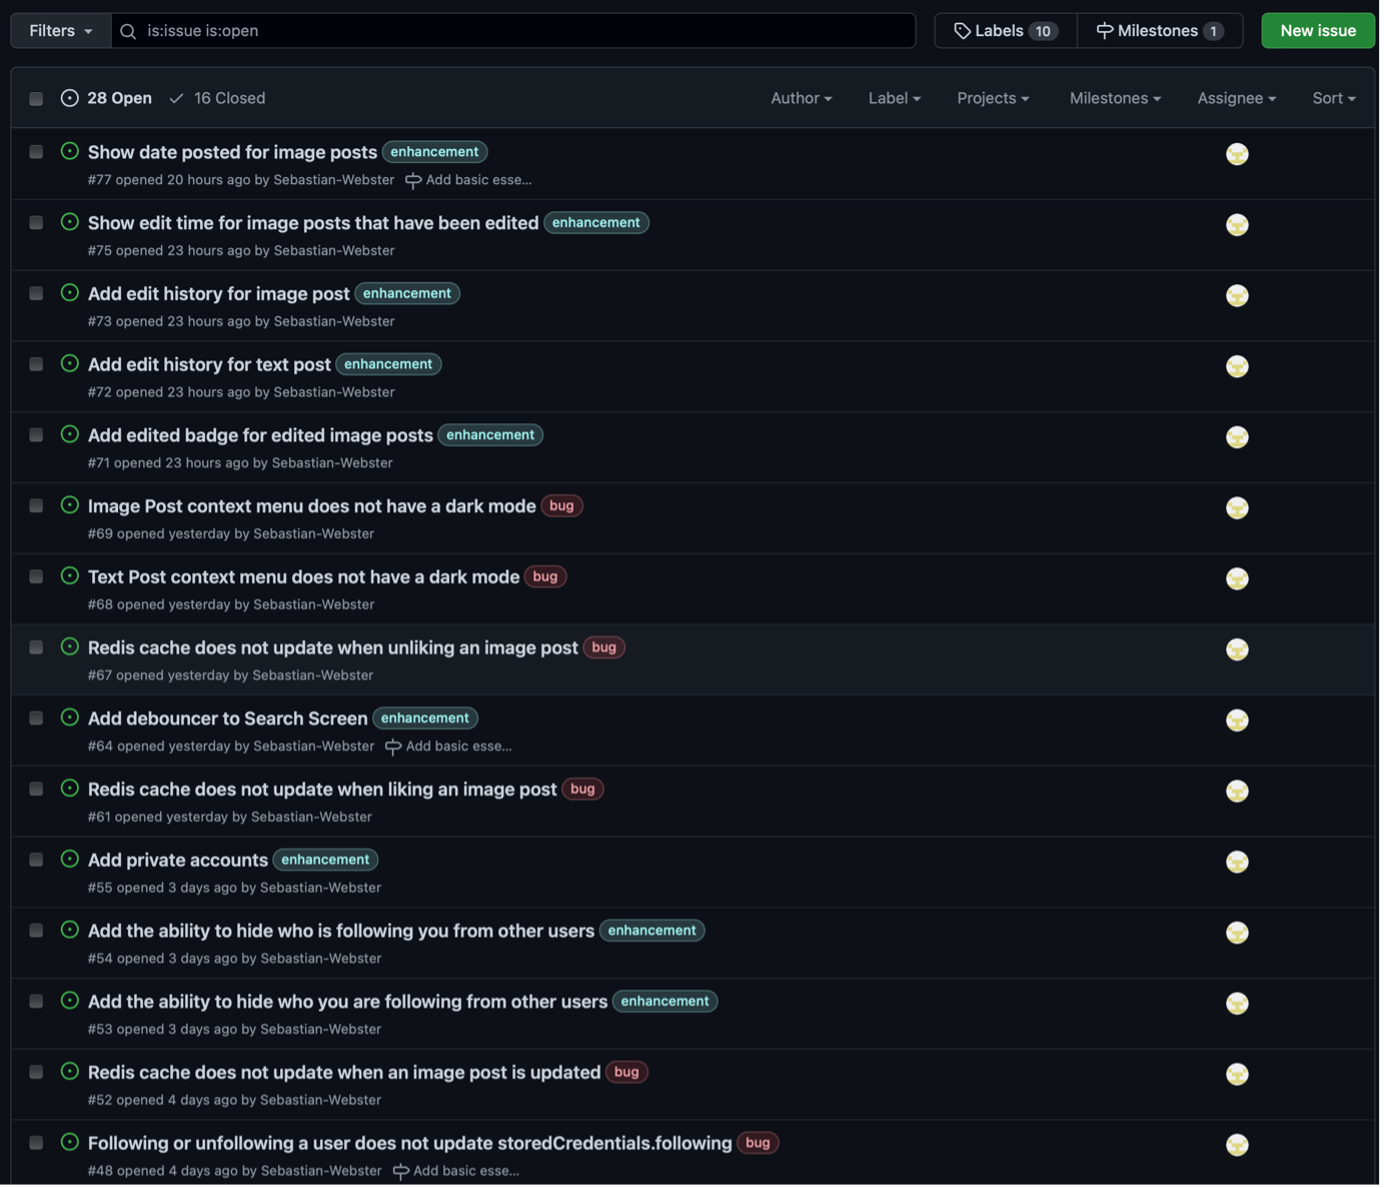 Filters
is:issue is:open
Labels 10
Milestones 1
New issue
28 Open
16 Closed
Author
Label
Projects
Milestones
Assignee
Sort
Show date posted for image posts enhancement
#77 opened 20 hours ago by Sebastian-Webster Add basic esse...
Show edit time for image posts that have been edited enhancement
#75 opened 23 hours ago by Sebastian-Webster
Add edit history for image post enhancement
#73 opened 23 hours ago by Sebastian-Webster
Add edit history for text post enhancement
#72 opened 23 hours ago by Sebastian-Webster
Add edited badge for edited image posts enhancement
#71 opened 23 hours ago by Sebastian-Webster
Image Post context menu does not have a dark mode bug
#69 opened yesterday by Sebastian-Webster
Text Post context menu does not have a dark mode bug
#68 opened yesterday by Sebastian-Webster
Redis cache does not update when unliking an image post bug
#67 opened yesterday by Sebastian-Webster
Add debouncer to Search Screen enhancement
#64 opened yesterday by Sebastian-Webster Add basic esse...
Redis cache does not update when liking an image post bug
#61 opened yesterday by Sebastian-Webster
Add private accounts enhancement
#55 opened 3 days ago by Sebastian-Webster
Add the ability to hide who is following you from other users enhancement
#54 opened 3 days ago by Sebastian-Webster
Add the ability to hide who you are following from other users enhancement
#53 opened 3 days ago by Sebastian-Webster
Redis cache does not update when an image post is updated bug
#52 opened 4 days ago by Sebastian-Webster
Following or unfollowing a user does not update storedCredentials.following bug
#48 opened 4 days ago by Sebastian-Webster Add basic esse...